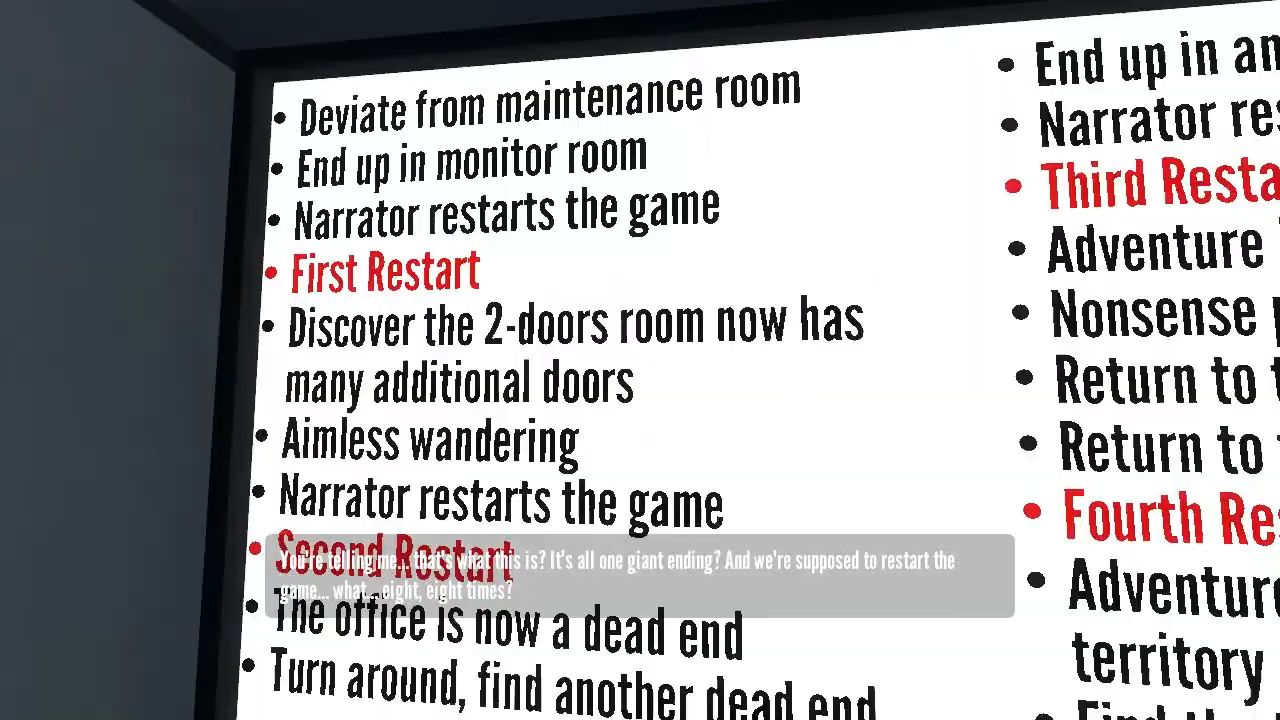 • Deviate from maintenance room
• End up in monitor room
• Narrator restarts the game
• First Restart
• Discover the 2-doors room now has
many additional doors
• Aimless wandering
• Narrator restarts the game
• Second Restart
• The office is now a dead end
• Turn around, find another dead end
• End up in an
• Narrator res
• Third Resta
• Adventure
• Nonsense
• Return to
• Return to
• Fourth Res
• Adventure
territory
• Find
You're telling me... that's what this is? It's all one giant ending? And we're supposed to restart the
game... what... eight, eight times?